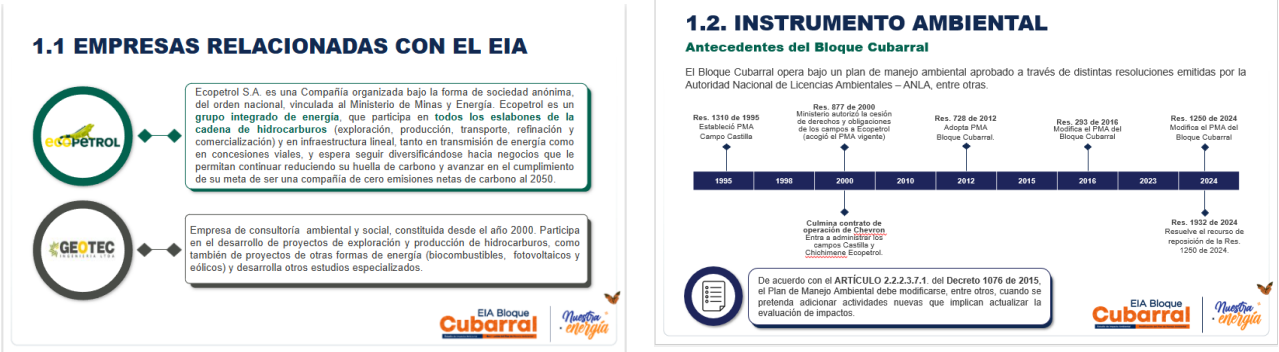 1.1 EMPRESAS RELACIONADAS CON EL EIA
ecoPETROL
Ecopetrol S.A. es una Compañía organizada bajo la forma de sociedad anónima,
del orden nacional, vinculada al Ministerio de Minas y Energía. Ecopetrol es un
grupo integrado de energía, que participa en todos los eslabones de la
cadena de hidrocarburos (exploración, producción, transporte, refinación y
comercialización) y en infraestructura lineal, tanto en transmisión de energía como
en concesiones viales, y espera seguir diversificándose hacia negocios que le
permitan continuar reduciendo su huella de carbono y avanzar en el cumplimiento
de su meta de ser una compañía de cero emisiones netas de carbono al 2050.
GEOTEC
INGENIERIA LTDA
Empresa de consultoría ambiental y social, constituida desde el año 2000. Participa
en el desarrollo de proyectos de exploración y producción de hidrocarburos, como
también de proyectos de otras formas de energía (biocombustibles, fotovoltaicos y
eólicos) y desarrolla otros estudios especializados.
EIA Bloque
Cubarral
Nuestra
energía
1.2. INSTRUMENTO AMBIENTAL
Antecedentes del Bloque Cubarral
El Bloque Cubarral opera bajo un plan de manejo ambiental aprobado a través de distintas resoluciones emitidas por la
Autoridad Nacional de Licencias Ambientales – ANLA, entre otras.
Res. 1310 de 1995
Estableció PMA
Campo Castilla
Res. 877 de 2000
Ministerio autorizó la cesión
de derechos y obligaciones
de los campos a Ecopetrol
(acogió el PMA vigente)
Res. 728 de 2012
Adopta PMA
Bloque Cubarral.
Res. 293 de 2016
Modifica el PMA del
Bloque Cubarral
Res. 1250 de 2024
Modifica el PMA del
Bloque Cubarral
1995 1998 2000 2010 2012 2015 2016 2023 2024
Culmina contrato de
operación de Chevron
Entra a administrar los
campos Castilla y
Chichimene Ecopetrol.
Res. 1932 de 2024
Resuelve el recurso de
reposición de la Res.
1250 de 2024.
De acuerdo con el ARTÍCULO 2.2.2.3.7.1. del Decreto 1076 de 2015,
el Plan de Manejo Ambiental debe modificarse, entre otros, cuando se
pretenda adicionar actividades nuevas que implican actualizar la
evaluación de impactos.
EIA Bloque
Cubarral
Nuestra
energía